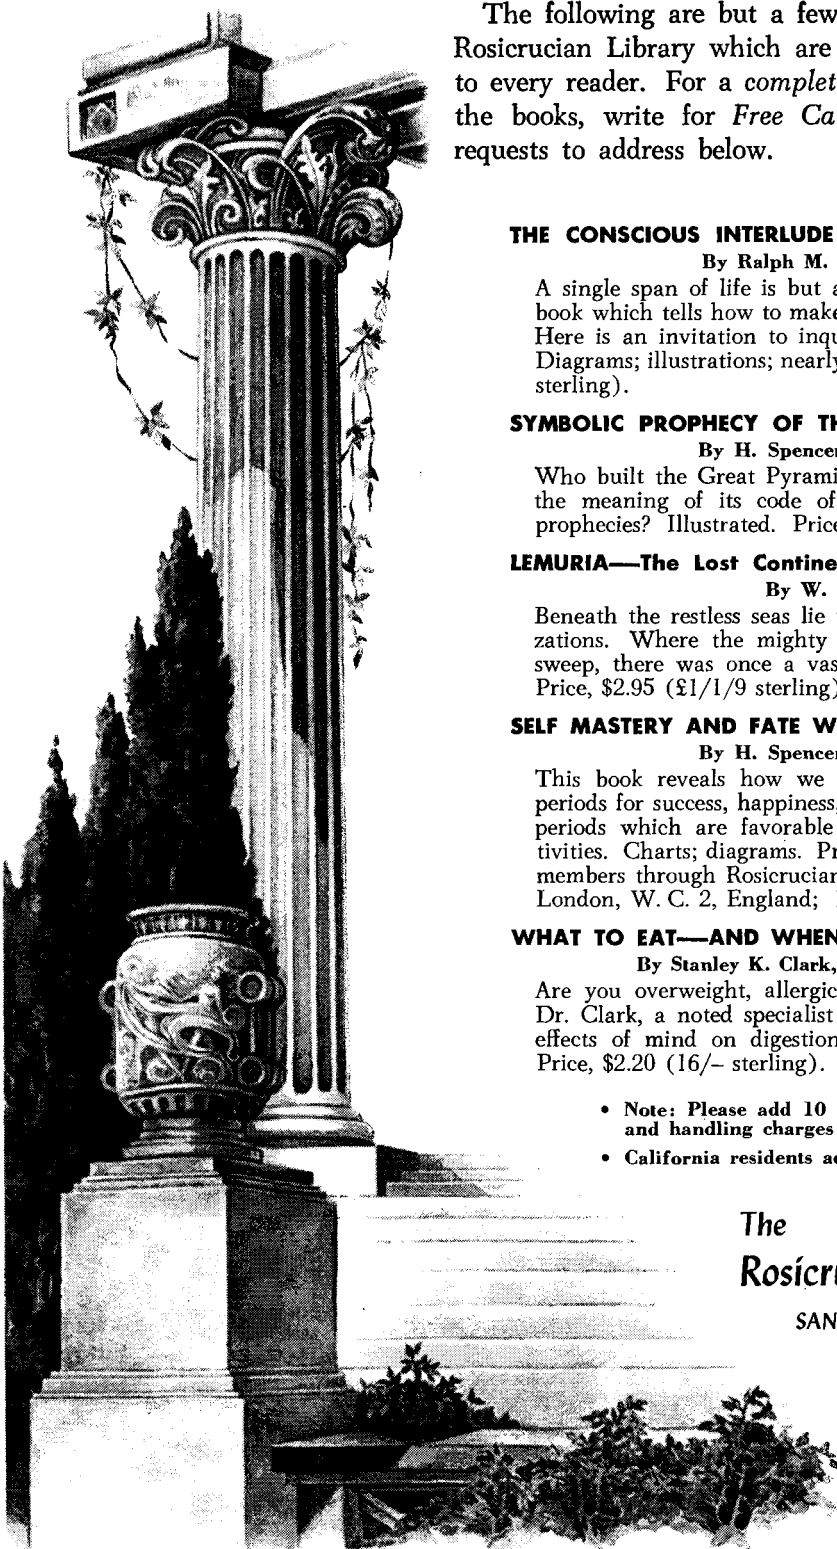 The following are but a few
Rosicrucian Library which are
to every reader. For a complet
the books, write for Free Ca
requests to address below.
THE CONSCIOUS INTERLUDE
By Ralph M.
A single span of life is but a
book which tells how to make
Here is an invitation to inqu
Diagrams; illustrations; nearly
sterling).
SYMBOLIC PROPHECY OF TH
By H. Spencer
Who built the Great Pyrami
the meaning of its code of
prophecies? Illustrated. Price
LEMURIA—The Lost Contine
By W.
Beneath the restless seas lie
zations. Where the mighty
sweep, there was once a vas
Price, $2.95 (£1/1/9 sterling)
SELF MASTERY AND FATE W
By H. Spencer
This book reveals how we
periods for success, happiness,
periods which are favorable
tivities. Charts; diagrams. Pr
members through Rosicrucian
London, W. C. 2, England;
WHAT TO EAT—AND WHEN
By Stanley K. Clark,
Are you overweight, allergic
Dr. Clark, a noted specialist
effects of mind on digestion
Price, $2.20 (16/– sterling).
• Note: Please add 10
and handling charges
• California residents ad
The
Rosicru
SAN